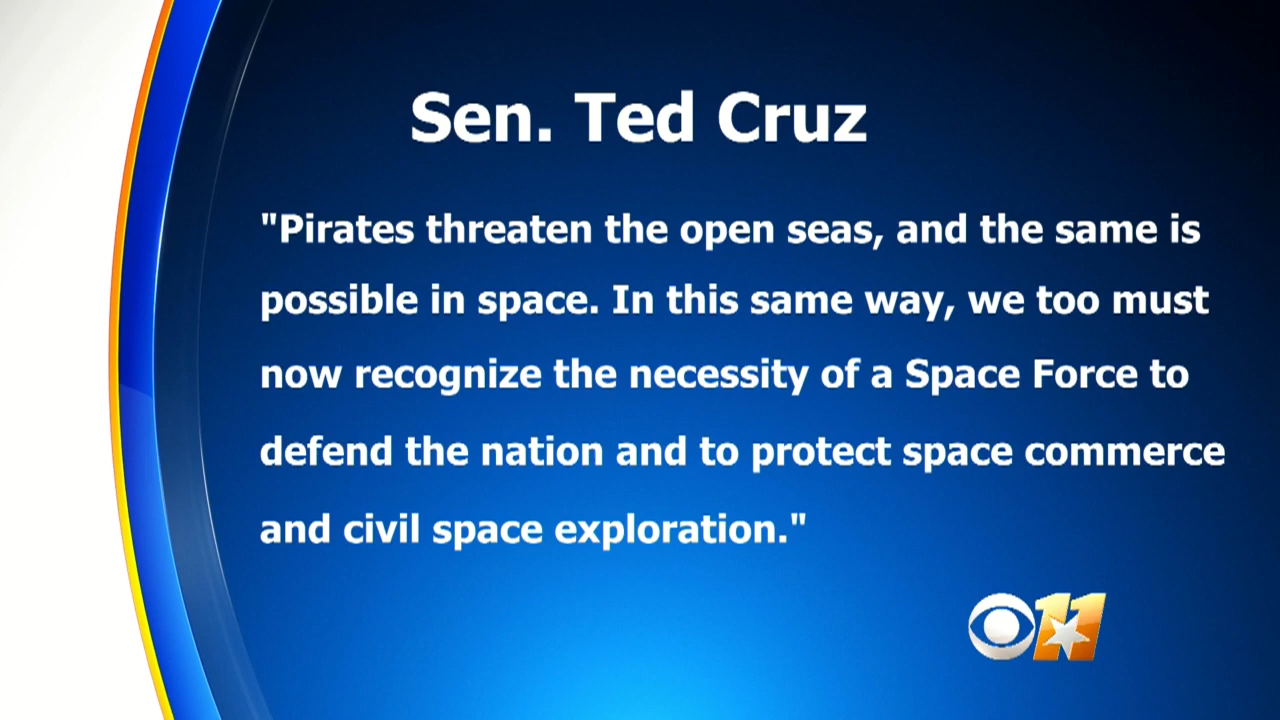 Sen. Ted Cruz
"Pirates threaten the open seas, and the same is
possible in space. In this same way, we too must
now recognize the necessity of a Space Force to
defend the nation and to protect space commerce
and civil space exploration."
11